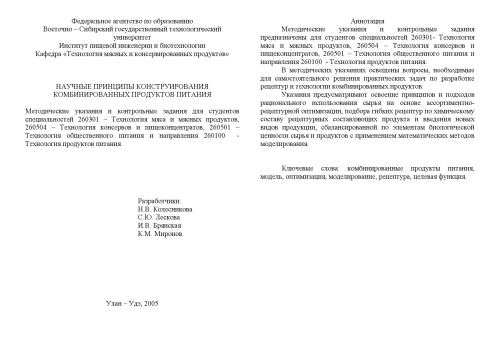 Федеральное агентство по образованию
Восточно – Сибирский государственный технологический
университет
Институт пищевой инженерии и биотехнологии
Кафедра «Технология мясных и консервированных продуктов»
НАУЧНЫЕ ПРИНЦИПЫ КОНСТРУИРОВАНИЯ
КОМБИНИРОВАННЫХ ПРОДУКТОВ ПИТАНИЯ
Методические указания и контрольные задания для студентов
специальностей 260301 – Технология мяса и мясных продуктов,
260504 – Технология консервов и пищеконцентратов, 260501 –
Технология общественного питания и направления 260100 -
Технология продуктов питания
Разработчики:
Н.В. Колесникова
С.Ю. Лескова
И.В. Брянская
К.М. Миронов
Улан – Удэ, 2005
Аннотация
Методические указания и контрольные задания
предназначены для студентов специальностей 260301- Технология
мяса и мясных продуктов, 260504 – Технология консервов и
пищеконцентратов, 260501 – Технология общественного питания и
направления 260100 - Технология продуктов питания.
В методических указаниях освещены вопросы, необходимые
для самостоятельного решения практических задач по разработке
рецептур и технологии комбинированных продуктов.
Указания предусматривают освоение принципов и подходов
рационального использования сырья на основе ассортиментно-
рецептурной оптимизации, подбора гибких рецептур по химическому
составу рецептурных составляющих продукта и введения новых
видов продукции, сбалансированной по элементам биологической
ценности сырья и продуктов с применением математических методов
моделирования.
Ключевые слова: комбинированные продукты питания,
модель, оптимизация, моделирование, рецептура, целевая функция.